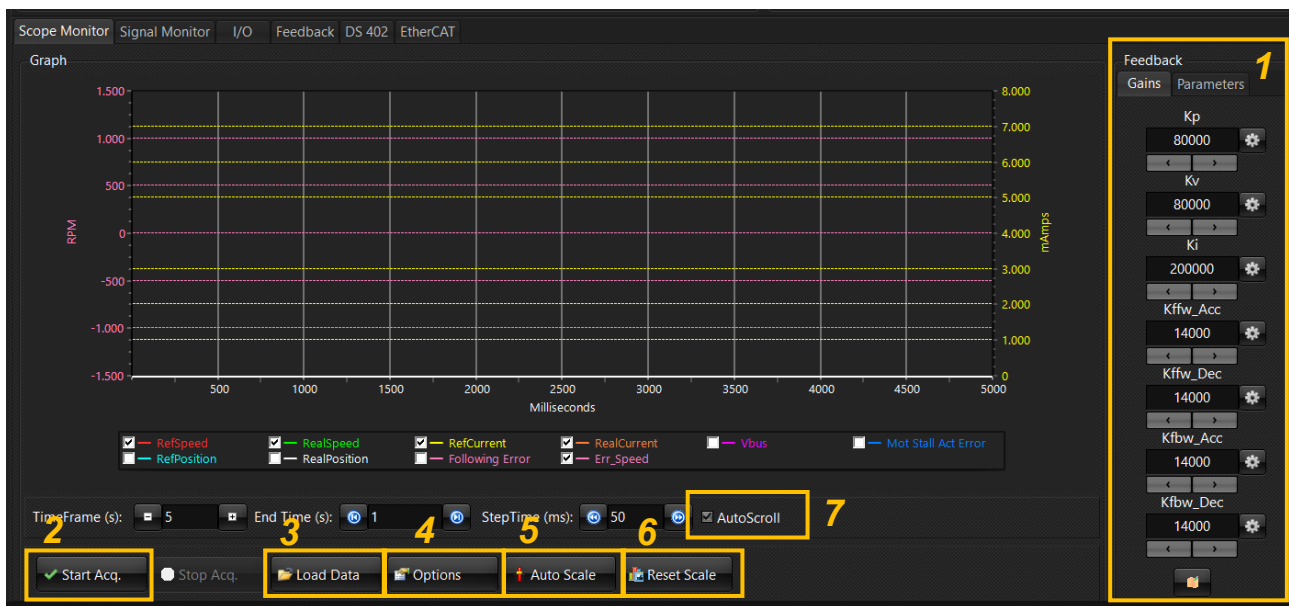 Scope Monitor Signal Monitor I/O Feedback DS 402 EtherCAT
Graph
1.500
1.000
500
0
-500
-1.000
-1.500
RPM
8.000
7.000
6.000
5.000
4.000
3.000
2.000
1.000
0
mAmps
500 1000 1500 2000 2500 3000 3500 4000 4500 5000
Milliseconds
RefSpeed RealSpeed RefCurrent RealCurrent Vbus Mot Stall Act Error
RefPosition RealPosition Following Error Err_Speed
TimeFrame (s): 5 End Time (s): 1 StepTime (ms): 50 AutoScroll 7
2 3 4 5 6
Start Acq. Stop Acq. Load Data Options Auto Scale Reset Scale
Feedback 1
Gains Parameters
Kp
80000
Kv
80000
Ki
200000
Kffw_Acc
14000
Kffw_Dec
14000
Kfbw_Acc
14000
Kfbw_Dec
14000